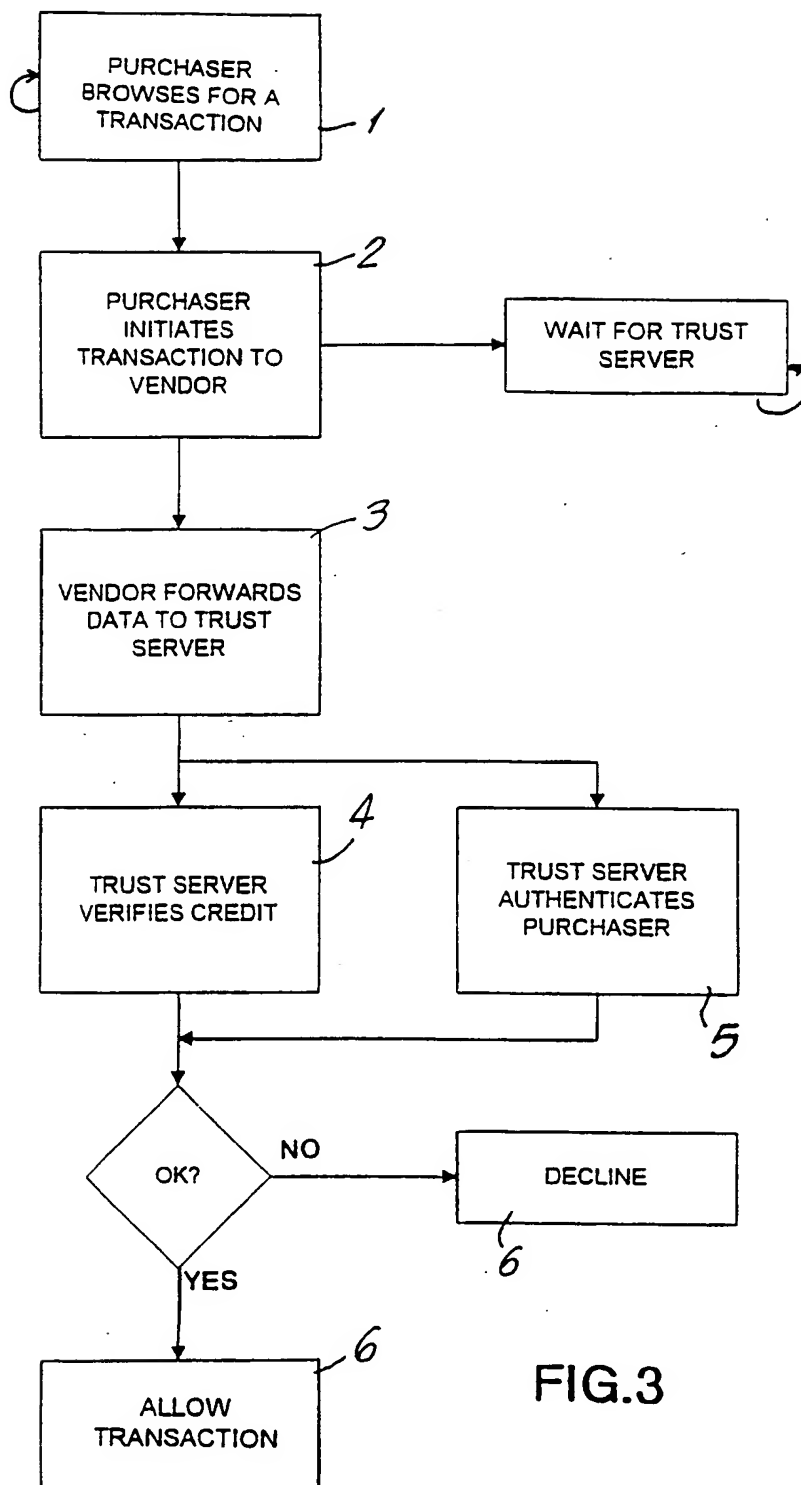 PURCHASER
BROWSES FOR A
TRANSACTION
1
2
PURCHASER
INITIATES
TRANSACTION TO
VENDOR
WAIT FOR TRUST
SERVER
3
VENDOR FORWARDS
DATA TO TRUST
SERVER
4
TRUST SERVER
VERIFIES CREDIT
TRUST SERVER
AUTHENTICATES
PURCHASER
5
OK?
NO
DECLINE
6
YES
6
ALLOW
TRANSACTION
FIG.3